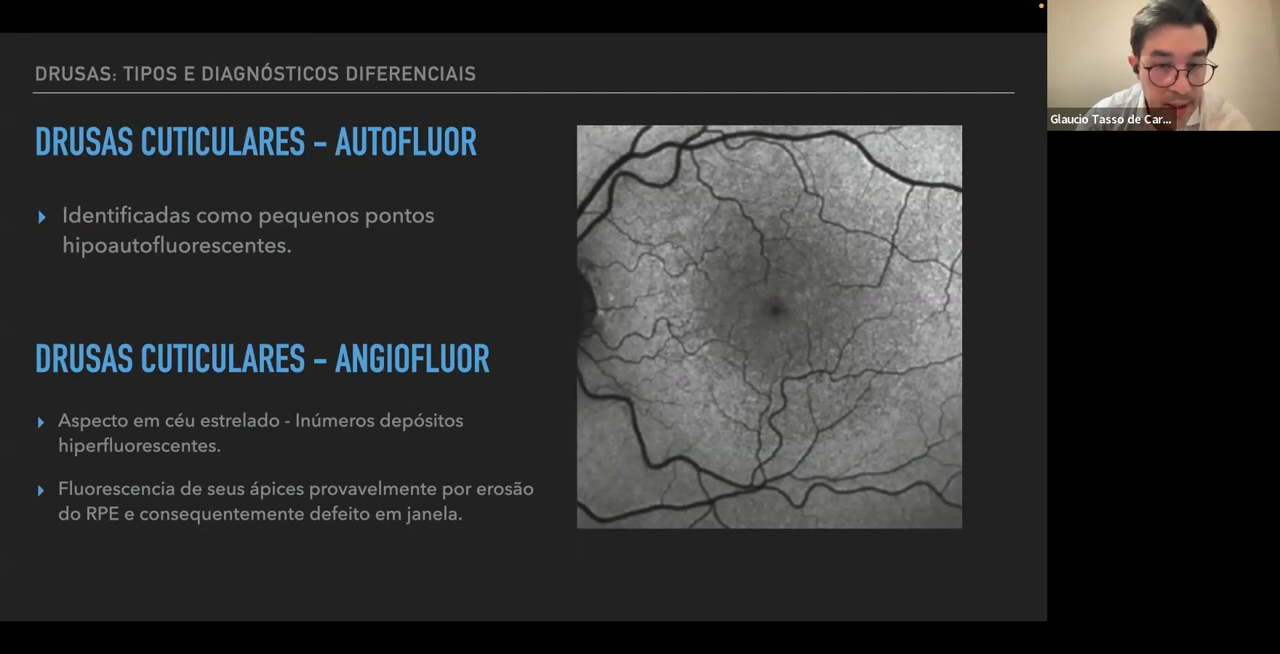 DRUSAS: TIPOS E DIAGNÓSTICOS DIFERENCIAIS
DRUSAS CUTICULARES - AUTOFLUOR
Identificadas como pequenos pontos
hipoautofluorescentes.
DRUSAS CUTICULARES - ANGIOFLUOR
Aspecto em céu estrelado - Inúmeros depósitos
hiperfluorescentes.
Fluorescencia de seus ápices provavelmente por erosão
do RPE e consequentemente defeito em janela.
Glaucio Tasso de Car...